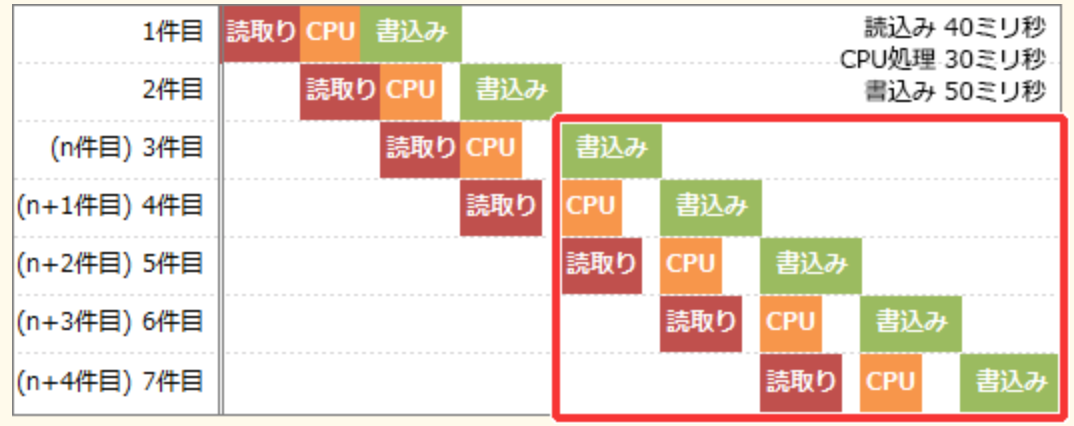 1件目 読取り CPU 書込み 読込み 40ミリ秒
CPU処理 30ミリ秒
2件目 読取り CPU 書込み 書込み 50ミリ秒
(n件目) 3件目 読取り CPU 書込み
(n+1件目) 4件目 読取り CPU 書込み
(n+2件目) 5件目 読取り CPU 書込み
(n+3件目) 6件目 読取り CPU 書込み
(n+4件目) 7件目 読取り CPU 書込み